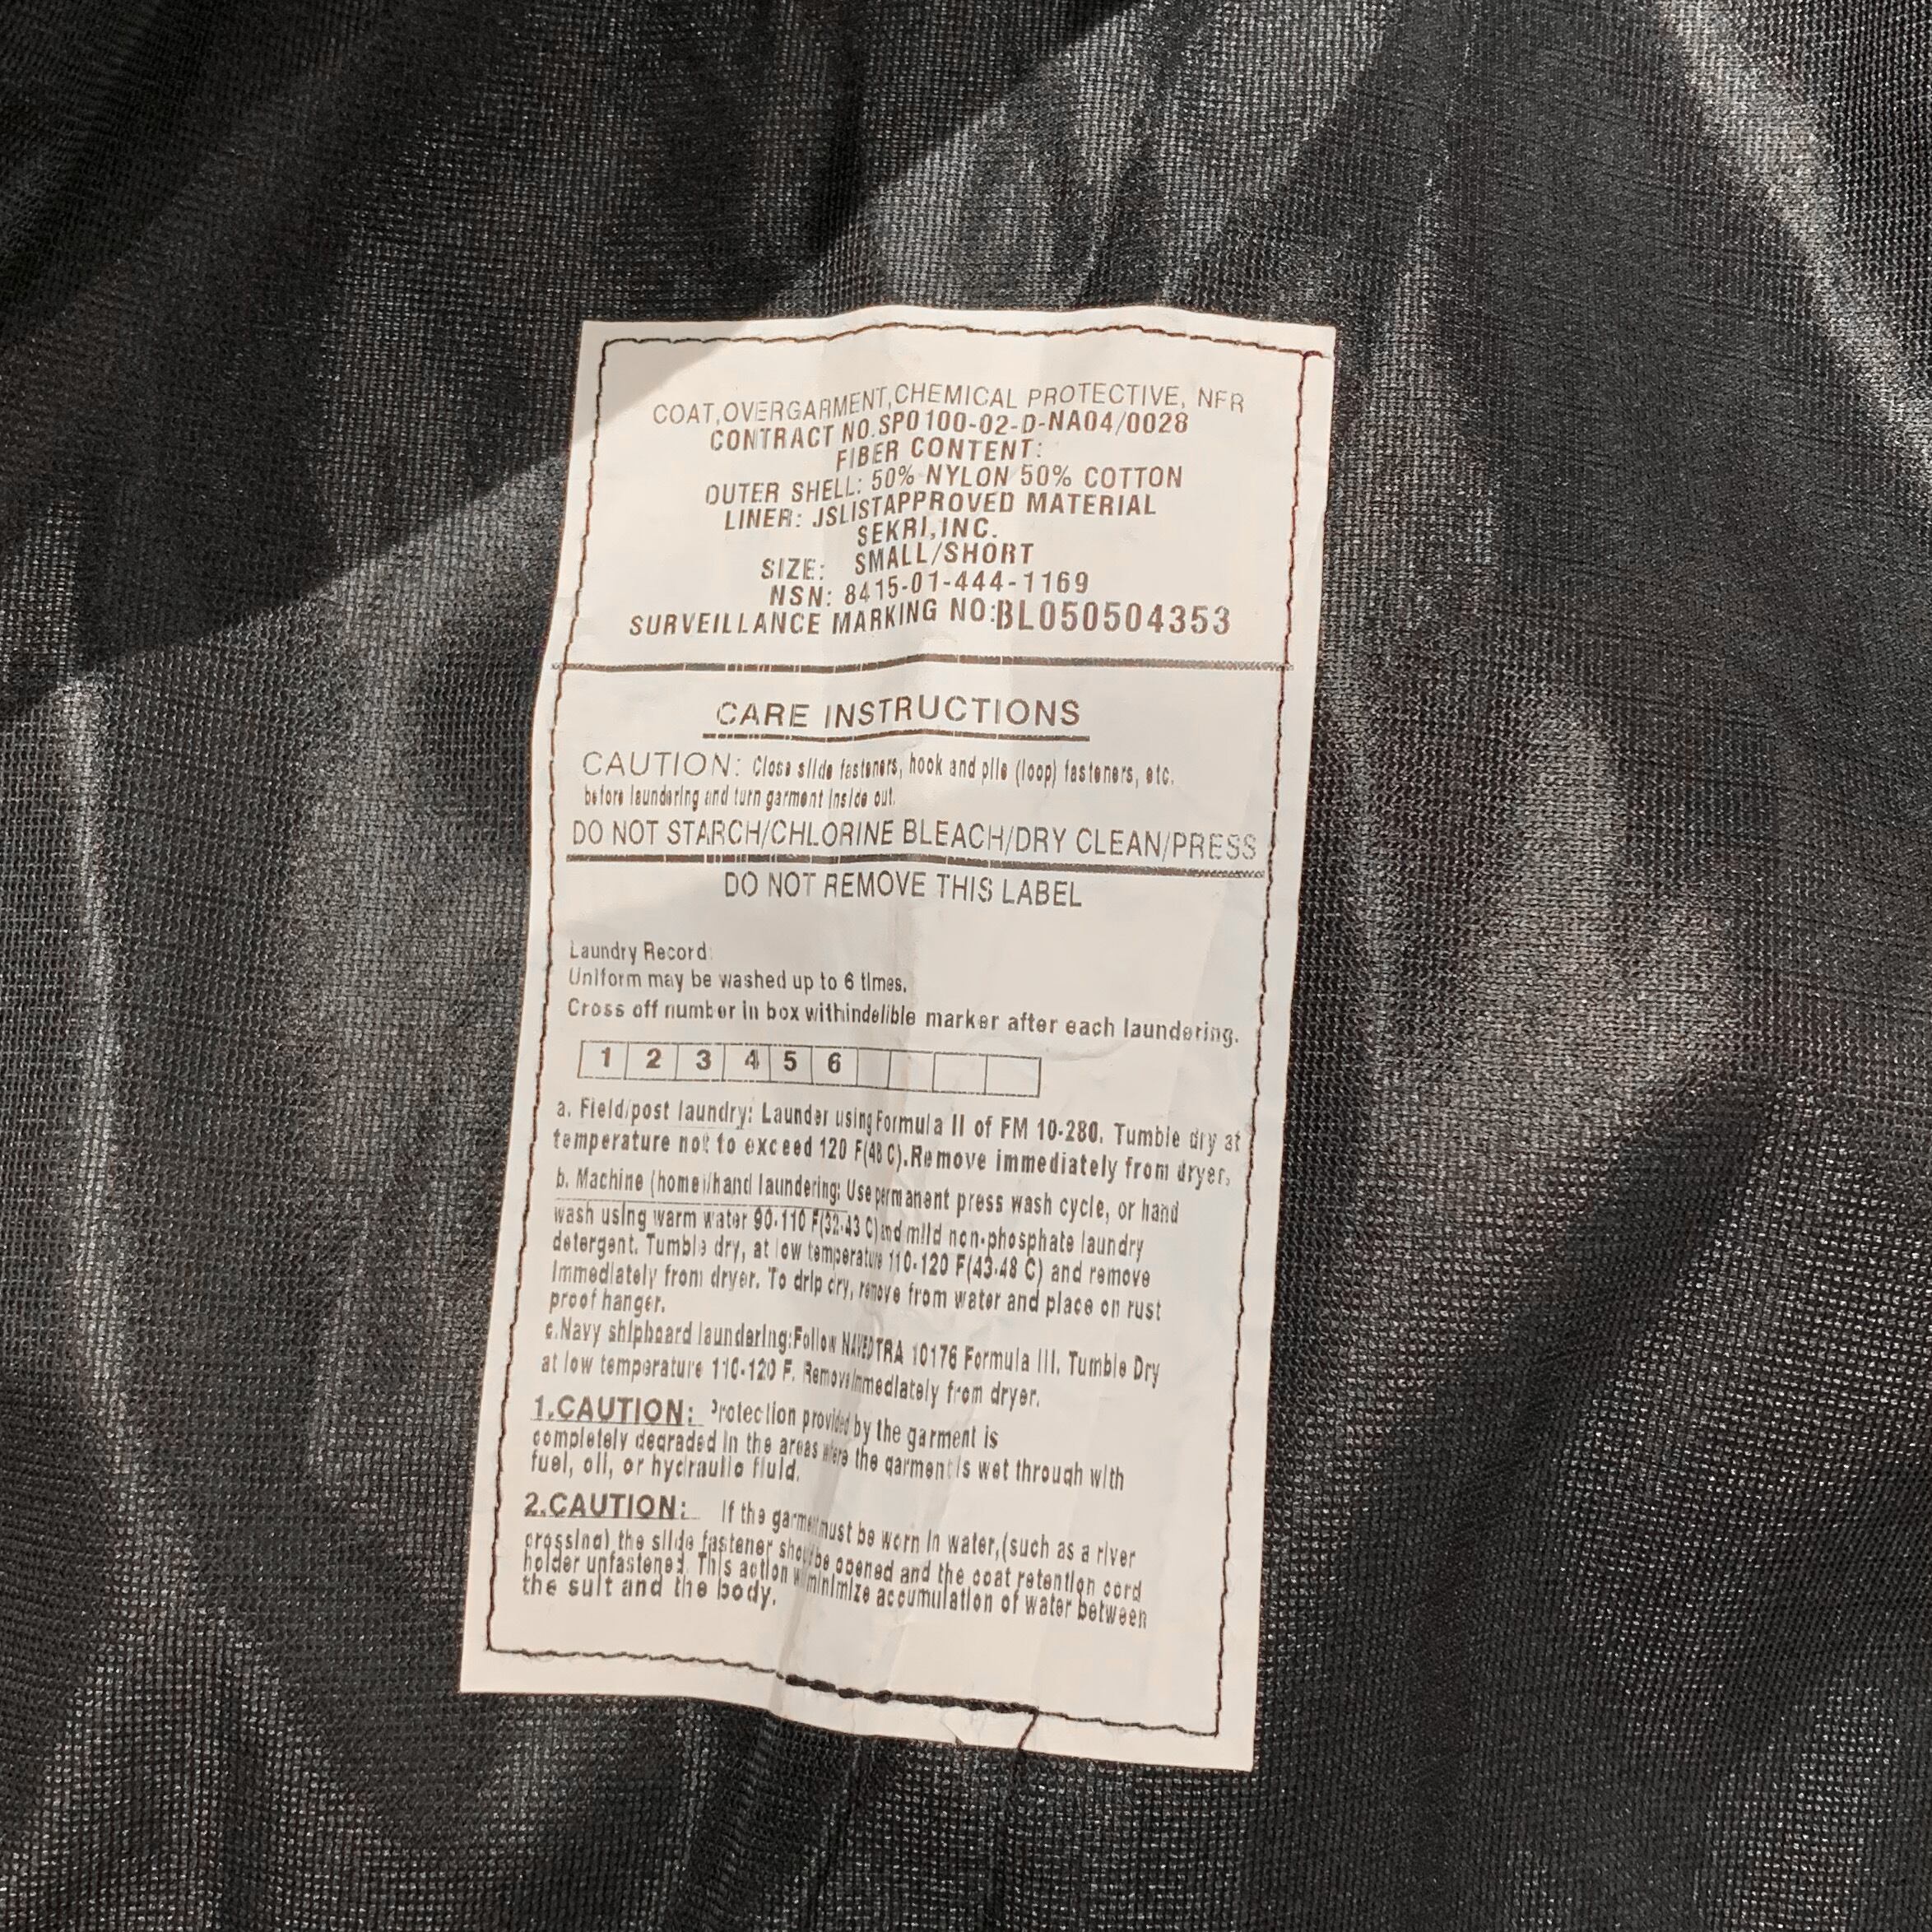 COAT,OVERGARMENT,CHEMICAL PROTECTIVE, NFR
CONTRACT NO.SP0100-02-D-NA04/0028
FIBER CONTENT:
OUTER SHELL: 50% NYLON 50% COTTON
LINER: JSLISTAPPROVED MATERIAL
SEKRI,INC.
SIZE: SMALL/SHORT
NSN: 8415-01-444-1169
SURVEILLANCE MARKING NO:BL050504353
CARE INSTRUCTIONS
CAUTION: Close slide fasteners, hook and pile (loop) fasteners, etc.
before laundering and turn garment inside out.
DO NOT STARCH/CHLORINE BLEACH/DRY CLEAN/PRESS
DO NOT REMOVE THIS LABEL
Laundry Record:
Uniform may be washed up to 6 times.
Cross off number in box withindelible marker after each laundering.
1 2 3 4 5 6
a. Field/post laundry: Launder using Formula II of FM 10-280. Tumble dry at
temperature not to exceed 120 F(48 C).Remove immediately from dryer.
b. Machine (home)/hand laundering: Use permanent press wash cycle, or hand
wash using warm water 90-110 F(32-43 C)and mild non-phosphate laundry
detergent. Tumble dry, at low temperature 110-120 F(43-48 C) and remove
immediately from dryer. To drip dry, remove from water and place on rust
proof hanger.
c.Navy shipboard laundering:Follow NAVEDTRA 10176 Formula III. Tumble Dry
at low temperature 110-120 F. Remove immediately from dryer.
1.CAUTION: Protection provided by the garment is
completely degraded in the areas where the garment is wet through with
fuel, oil, or hydraulic fluid.
2.CAUTION: If the garment must be worn in water,(such as a river
crossing) the slide fastener should be opened and the coat retention cord
holder unfastened. This action will minimize accumulation of water between
the suit and the body.